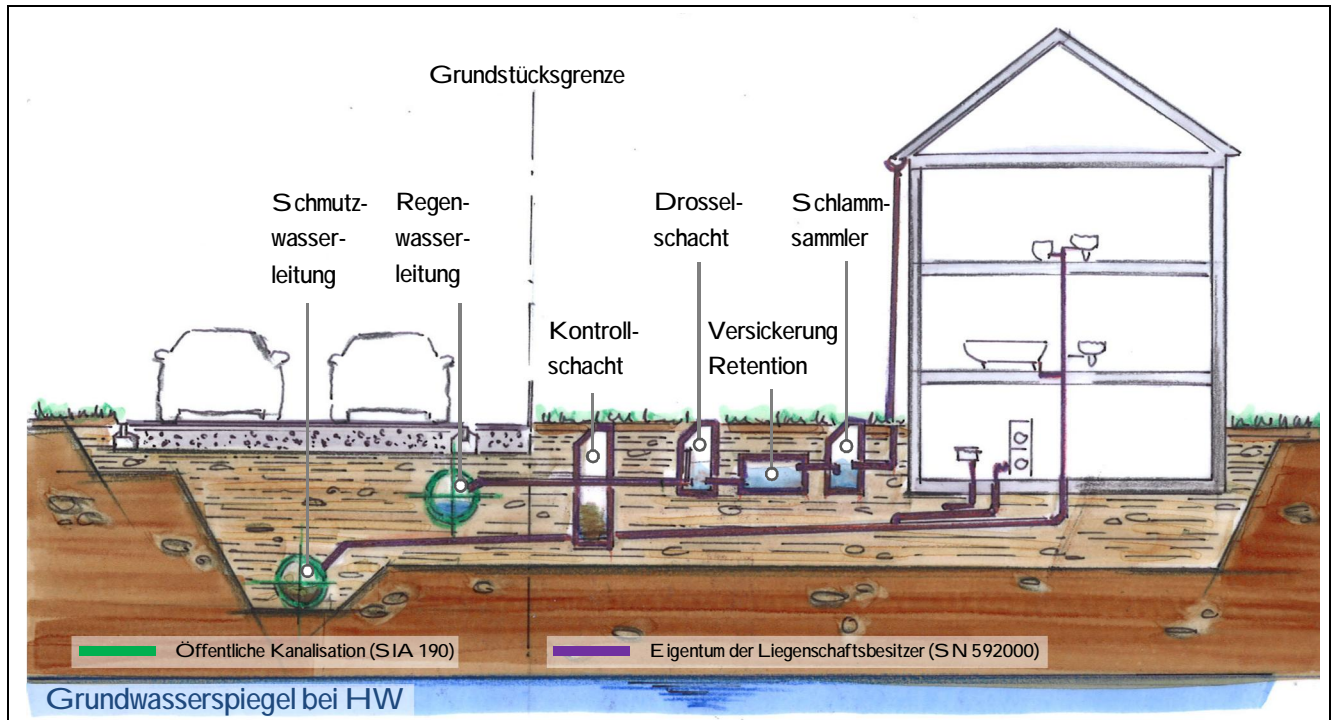 Grundstücksgrenze
Schmutz-
wasser-
leitung
Regen-
wasser-
leitung
Drossel-
schacht
Schlamm-
sammler
Kontroll-
schacht
Versickerung
Retention
Öffentliche Kanalisation (SIA 190)
Eigentum der Liegenschaftsbesitzer (SN 592000)
Grundwasserspiegel bei HW